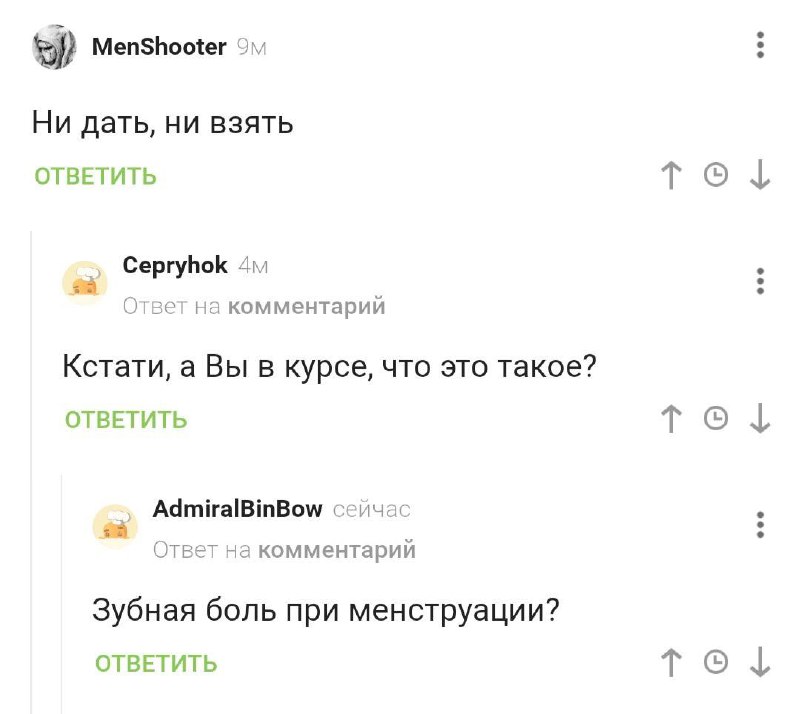 MenShooter 9м
Ни дать, ни взять
ОТВЕТИТЬ
Cepryhok 4м
Ответ на комментарий
Кстати, а Вы в курсе, что это такое?
ОТВЕТИТЬ
AdmiralBinBow сейчас
Ответ на комментарий
Зубная боль при менструации?
ОТВЕТИТЬ